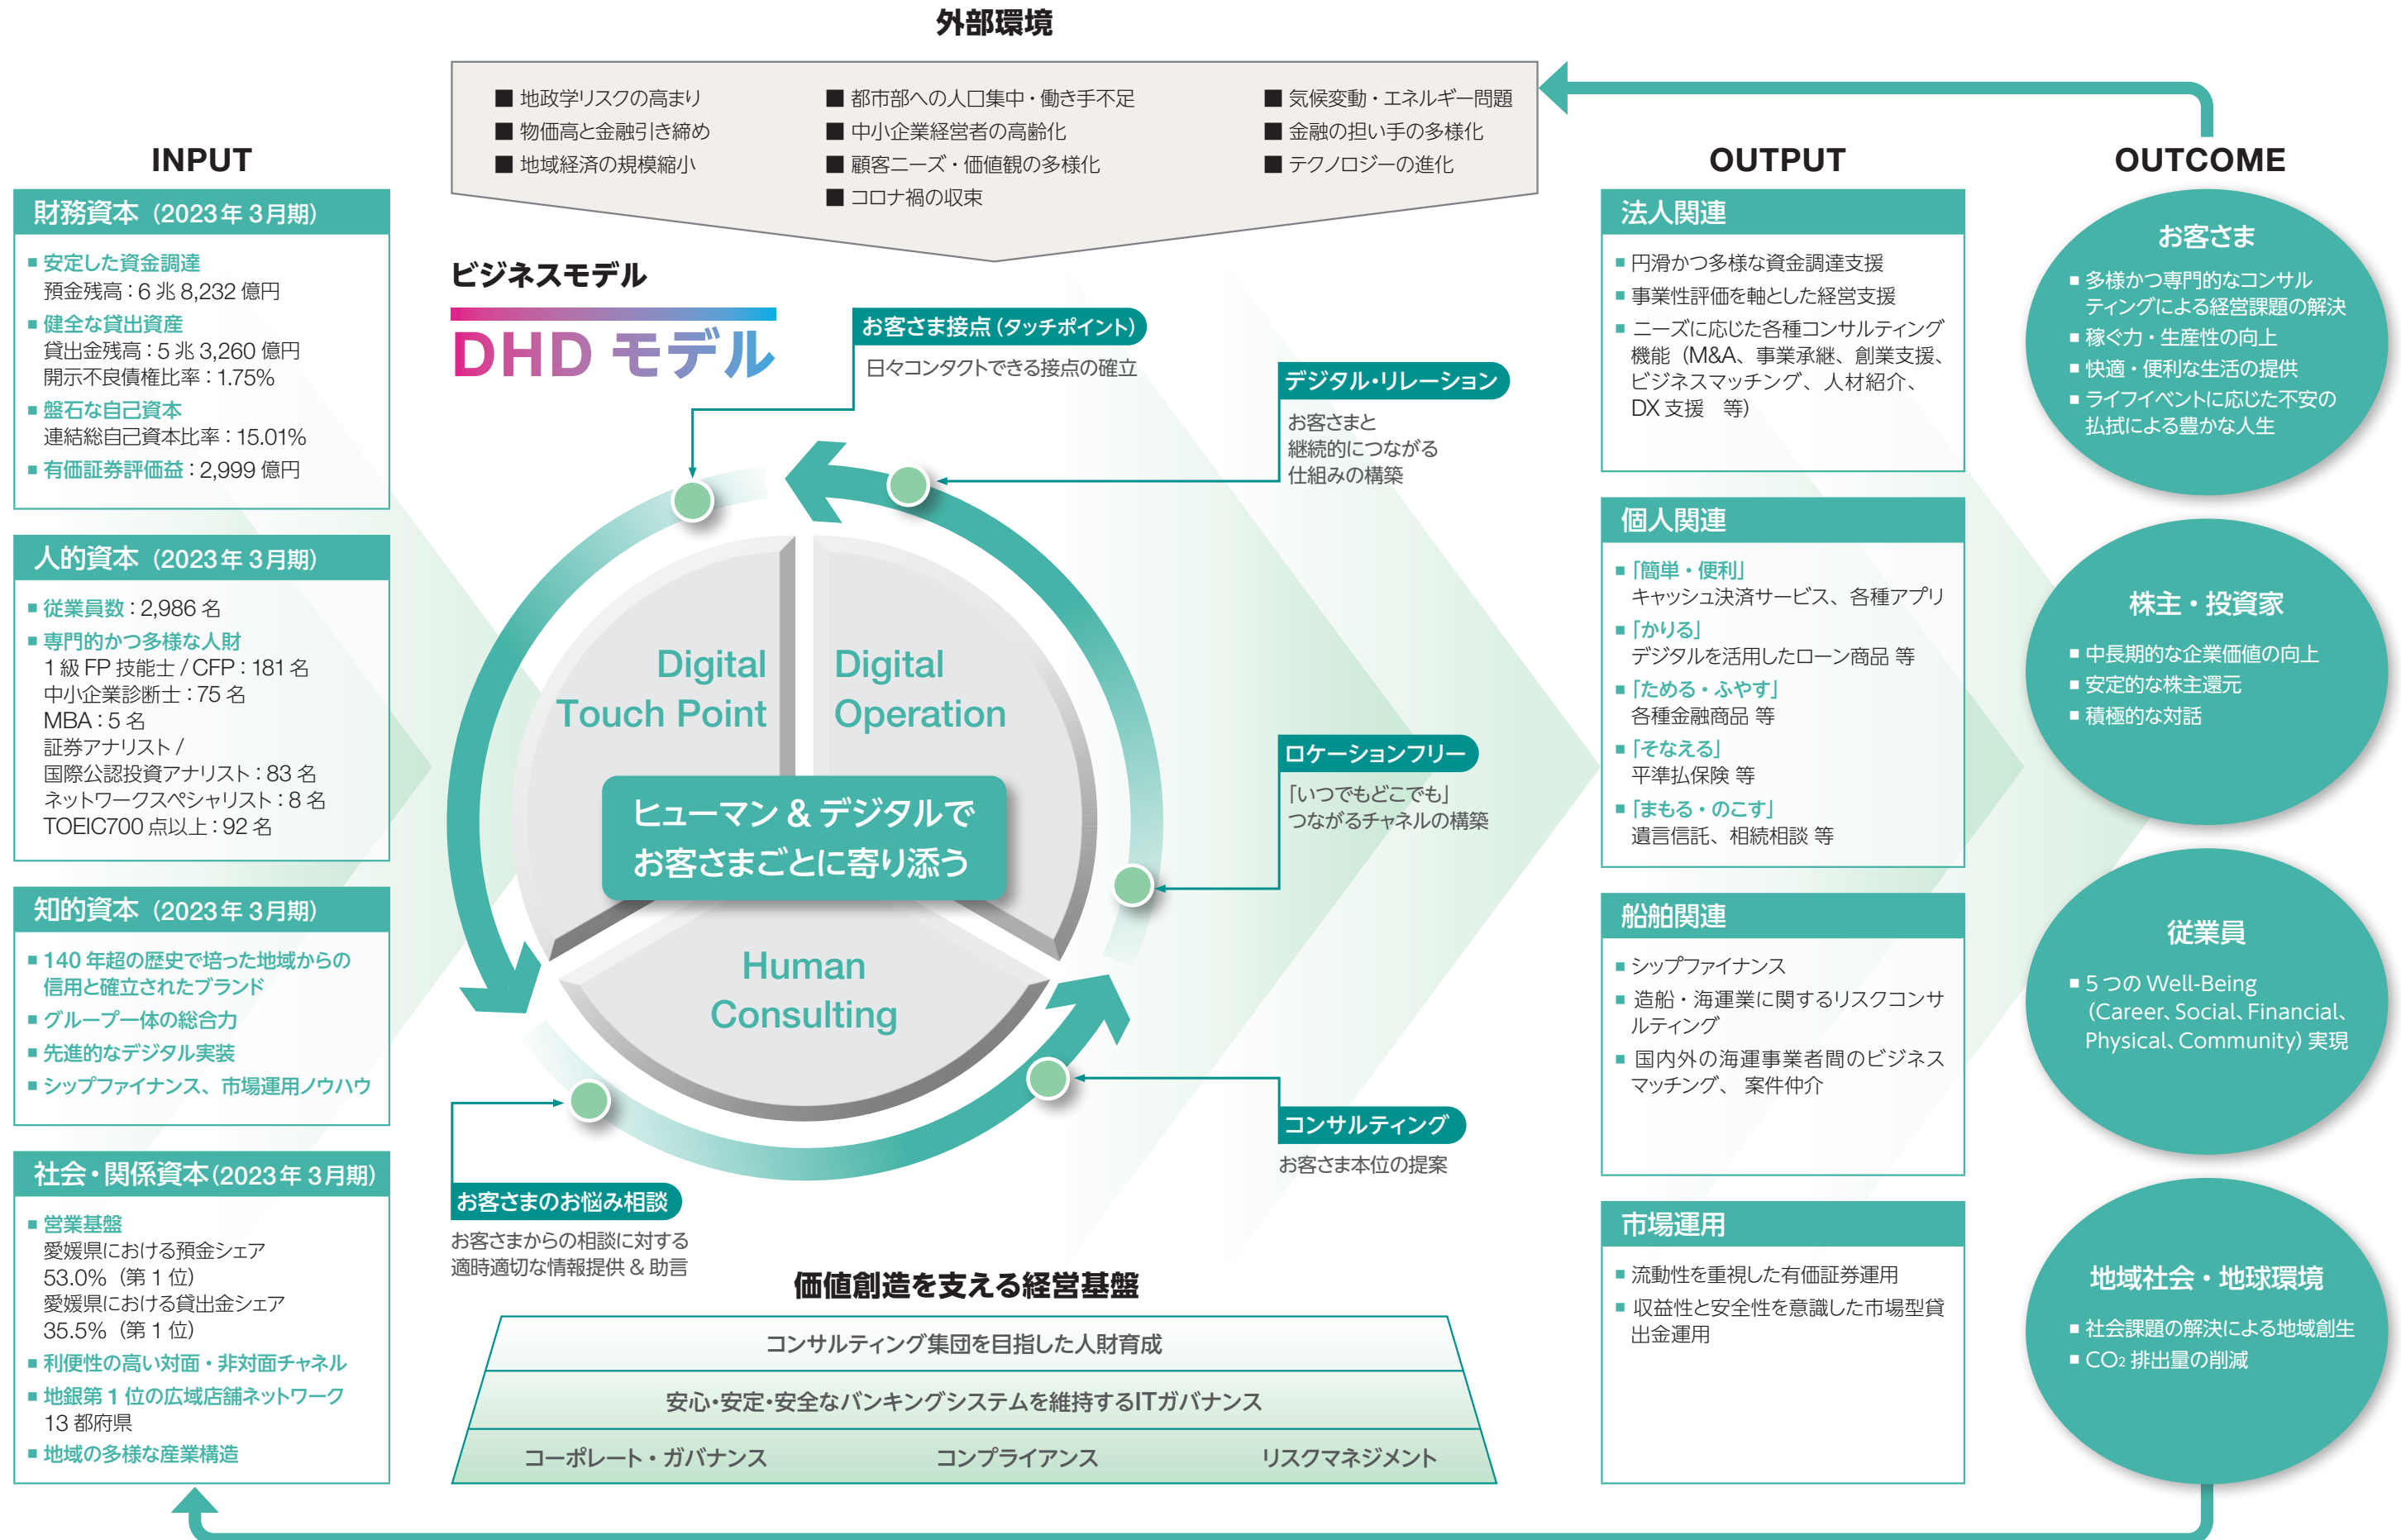 外部環境
■ 地政学リスクの高まり
■ 物価高と金融引き締め
■ 地域経済の規模縮小
■ 都市部への人口集中・働き手不足
■ 中小企業経営者の高齢化
■ 顧客ニーズ・価値観の多様化
■ コロナ禍の収束
■ 気候変動・エネルギー問題
■ 金融の担い手の多様化
■ テクノロジーの進化
INPUT
財務資本（2023年3月期）
■ 安定した資金調達
預金残高：6兆8,232億円
■ 健全な貸出資産
貸出金残高：5兆3,260億円
開示不良債権比率：1.75%
■ 盤石な自己資本
連結総自己資本比率：15.01%
■ 有価証券評価益：2,999億円
人的資本（2023年3月期）
■ 従業員数：2,986名
■ 専門的かつ多様な人財
1級FP技能士 / CFP：181名
中小企業診断士：75名
MBA：5名
証券アナリスト /
国際公認投資アナリスト：83名
ネットワークスペシャリスト：8名
TOEIC700点以上：92名
知的資本（2023年3月期）
■ 140年超の歴史で培った地域からの
信用と確立されたブランド
■ グループ一体の総合力
■ 先進的なデジタル実装
■ シップファイナンス、市場運用ノウハウ
社会・関係資本（2023年3月期）
■ 営業基盤
愛媛県における預金シェア
53.0%（第1位）
愛媛県における貸出金シェア
35.5%（第1位）
■ 利便性の高い対面・非対面チャネル
■ 地銀第1位の広域店舗ネットワーク
13都府県
■ 地域の多様な産業構造
ビジネスモデル
DHDモデル
お客さま接点（タッチポイント）
日々コンタクトできる接点の確立
デジタル・リレーション
お客さまと
継続的につながる
仕組みの構築
Digital
Touch Point
Digital
Operation
ヒューマン & デジタルで
お客さまごとに寄り添う
Human
Consulting
ロケーションフリー
「いつでもどこでも」
つながるチャネルの構築
コンサルティング
お客さま本位の提案
お客さまのお悩み相談
お客さまからの相談に対する
適時適切な情報提供 & 助言
価値創造を支える経営基盤
コンサルティング集団を目指した人財育成
安心・安定・安全なバンキングシステムを維持するITガバナンス
コーポレート・ガバナンス コンプライアンス リスクマネジメント
OUTPUT
法人関連
■ 円滑かつ多様な資金調達支援
■ 事業性評価を軸とした経営支援
■ ニーズに応じた各種コンサルティング
機能（M&A、事業承継、創業支援、
ビジネスマッチング、人材紹介、
DX支援 等）
個人関連
■「簡単・便利」
キャッシュ決済サービス、各種アプリ
■「かりる」
デジタルを活用したローン商品 等
■「ためる・ふやす」
各種金融商品 等
■「そなえる」
平準払保険 等
■「まもる・のこす」
遺言信託、相続相談 等
船舶関連
■ シップファイナンス
■ 造船・海運業に関するリスクコンサ
ルティング
■ 国内外の海運事業者間のビジネス
マッチング、 案件仲介
市場運用
■ 流動性を重視した有価証券運用
■ 収益性と安全性を意識した市場型貸
出金運用
OUTCOME
お客さま
■ 多様かつ専門的なコンサル
ティングによる経営課題の解決
■ 稼ぐ力・生産性の向上
■ 快適・便利な生活の提供
■ ライフイベントに応じた不安の
払拭による豊かな人生
株主・投資家
■ 中長期的な企業価値の向上
■ 安定的な株主還元
■ 積極的な対話
従業員
■ 5つのWell-Being
（Career、Social、Financial、
Physical、Community）実現
地域社会・地球環境
■ 社会課題の解決による地域創生
■ CO₂排出量の削減